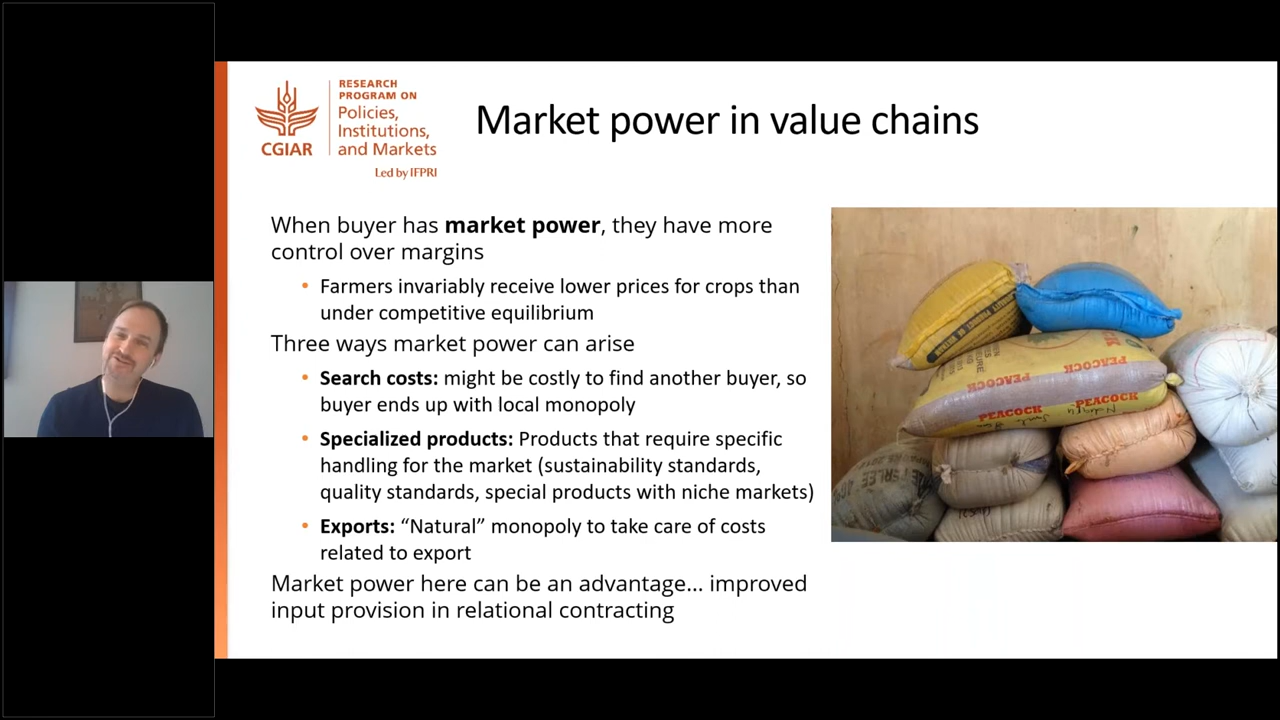 RESEARCH
PROGRAM ON
Policies,
Institutions,
and Markets
CGIAR
Led by IFPRI
Market power in value chains
When buyer has market power, they have more
control over margins
• Farmers invariably receive lower prices for crops than
under competitive equilibrium
Three ways market power can arise
• Search costs: might be costly to find another buyer, so
buyer ends up with local monopoly
• Specialized products: Products that require specific
handling for the market (sustainability standards,
quality standards, special products with niche markets)
• Exports: “Natural” monopoly to take care of costs
related to export
Market power here can be an advantage... improved
input provision in relational contracting
PEACOCK
PEACOCK
PEACOCK
PEACOCK